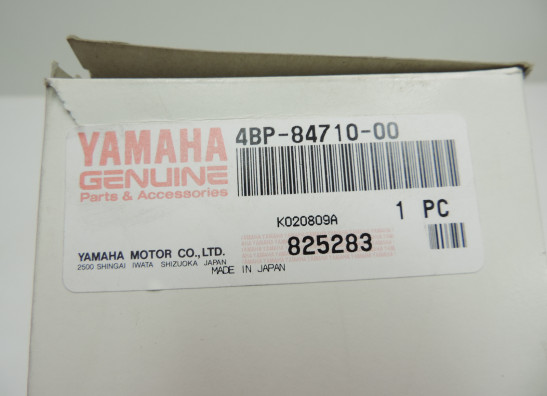 YAMAHA
GENUINE
Parts & Accessories
4BP-84710-00
K020809A
1 PC
825283
YAMAHA MOTOR CO.,LTD.
2500 SHINGAI IWATA SHIZUOKA JAPAN
MADE IN JAPAN